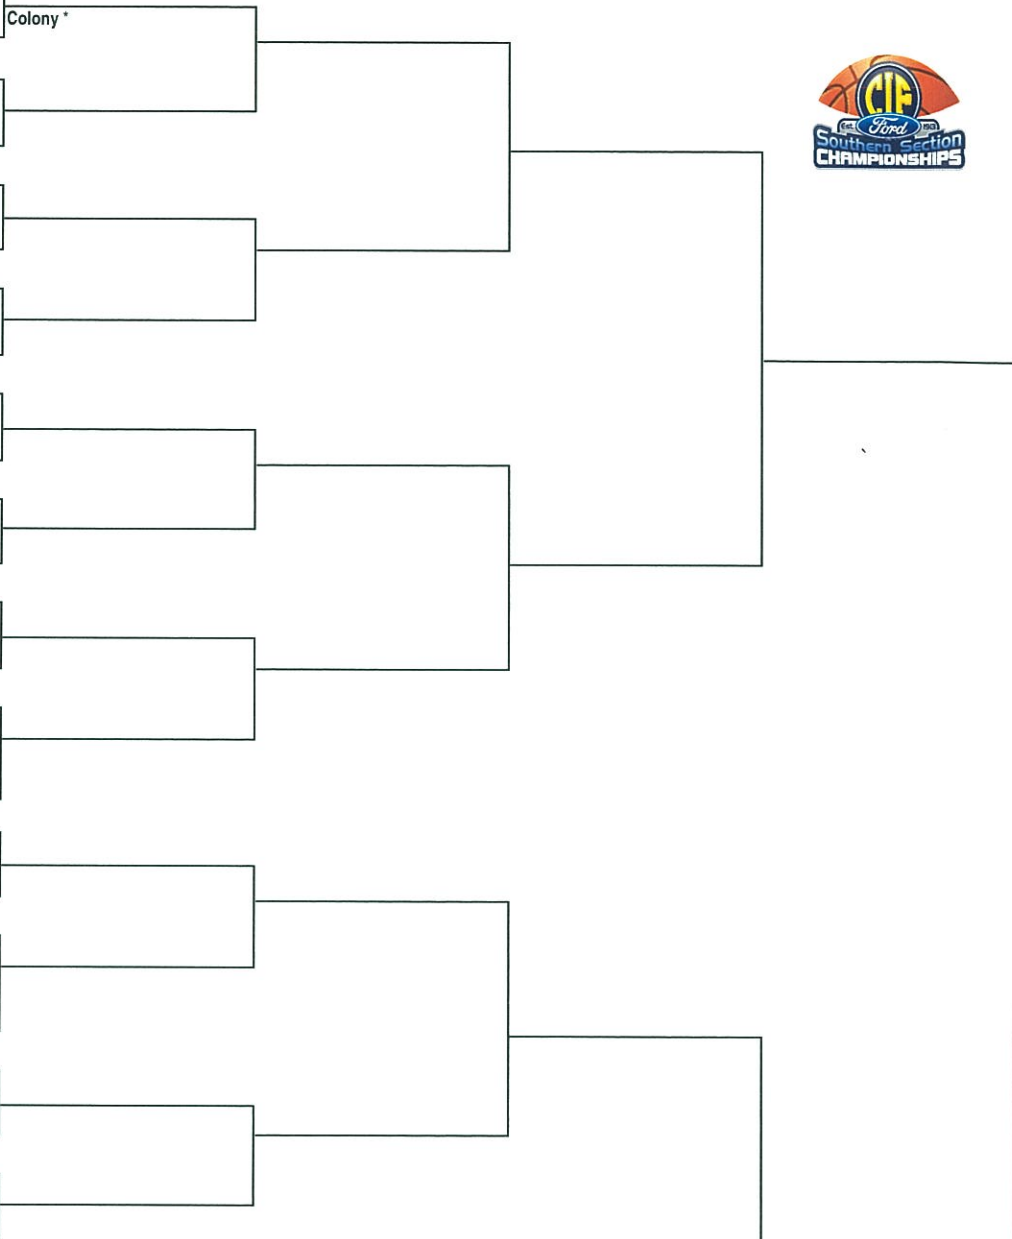 Colony *
CIF
Est. 1913
Ford
Southern Section
CHAMPIONSHIPS